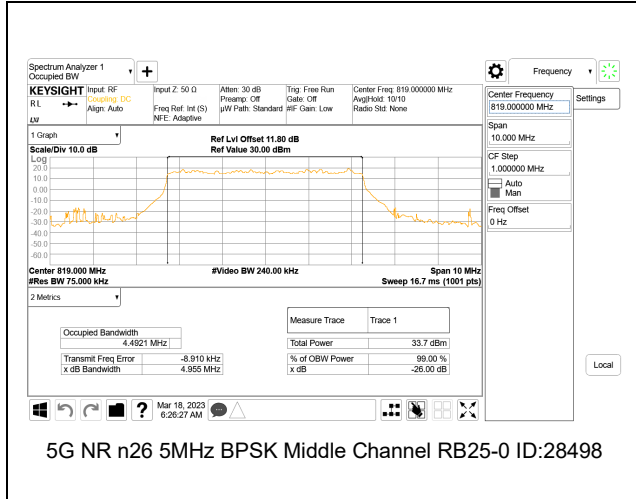 Spectrum Analyzer 1
Occupied BW
Frequency
KEYSIGHT
RL
Input: RF
Coupling: DC
Align: Auto
Input Z: 50 Ω
Freq Ref: Int (S)
NFE: Adaptive
Atten: 30 dB
Preamp: Off
µW Path: Standard
Trig: Free Run
Gate: Off
#IF Gain: Low
Center Freq: 819.000000 MHz
Avg|Hold: 10/10
Radio Std: None
Center Frequency
819.000000 MHz
Settings
Span
10.000 MHz
CF Step
1.000000 MHz
Auto
Man
Freq Offset
0 Hz
Local
1 Graph
Scale/Div 10.0 dB
Ref Lvl Offset 11.80 dB
Ref Value 30.00 dBm
Log
20.0
10.0
0.00
-10.0
-20.0
-30.0
-40.0
-50.0
-60.0
Center 819.000 MHz
#Video BW 240.00 kHz
Span 10 MHz
#Res BW 75.000 kHz
Sweep 16.7 ms (1001 pts)
2 Metrics
Measure Trace
Trace 1
Occupied Bandwidth
4.4921 MHz
Total Power
33.7 dBm
Transmit Freq Error
-8.910 kHz
% of OBW Power
99.00 %
x dB Bandwidth
4.955 MHz
x dB
-26.00 dB
?
Mar 18, 2023
6:26:27 AM
5G NR n26 5MHz BPSK Middle Channel RB25-0 ID:28498